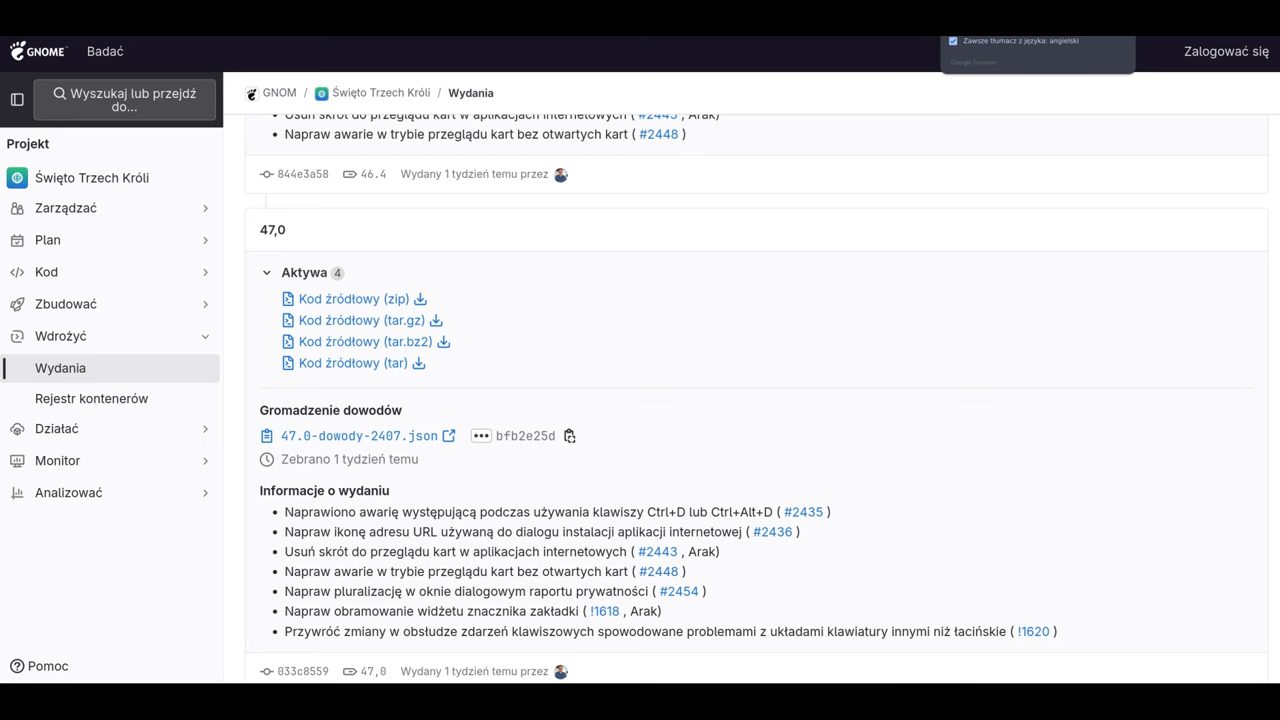 GNOME
Badać
Zawsze tłumacz z języka: angielski
Google Translator
Zalogować się
Wyszukaj lub przejdź
do...
GNOM / Święto Trzech Króli / Wydania
Projekt
Święto Trzech Króli
Zarządzać
Plan
Kod
Zbudować
Wdrożyć
Wydania
Rejestr kontenerów
Działać
Monitor
Analizować
Pomoc
Usuń skrót do przeglądu kart w aplikacjach internetowych ( #2443 , Arak)
Napraw awarie w trybie przeglądu kart bez otwartych kart ( #2448 )
844e3a58 46.4 Wydany 1 tydzień temu przez
47,0
Aktywa 4
Kod źródłowy (zip)
Kod źródłowy (tar.gz)
Kod źródłowy (tar.bz2)
Kod źródłowy (tar)
Gromadzenie dowodów
47.0-dowody-2407.json ••• bfb2e25d
Zebrano 1 tydzień temu
Informacje o wydaniu
• Naprawiono awarię występującą podczas używania klawiszy Ctrl+D lub Ctrl+Alt+D ( #2435 )
• Napraw ikonę adresu URL używaną do dialogu instalacji aplikacji internetowej ( #2436 )
• Usuń skrót do przeglądu kart w aplikacjach internetowych ( #2443 , Arak)
• Napraw awarie w trybie przeglądu kart bez otwartych kart ( #2448 )
• Napraw pluralizację w oknie dialogowym raportu prywatności ( #2454 )
• Napraw obramowanie widżetu znacznika zakładki ( !1618 , Arak)
• Przywróć zmiany w obsłudze zdarzeń klawiszowych spowodowane problemami z układami klawiatury innymi niż łacińskie ( !1620 )
033c8559 47,0 Wydany 1 tydzień temu przez